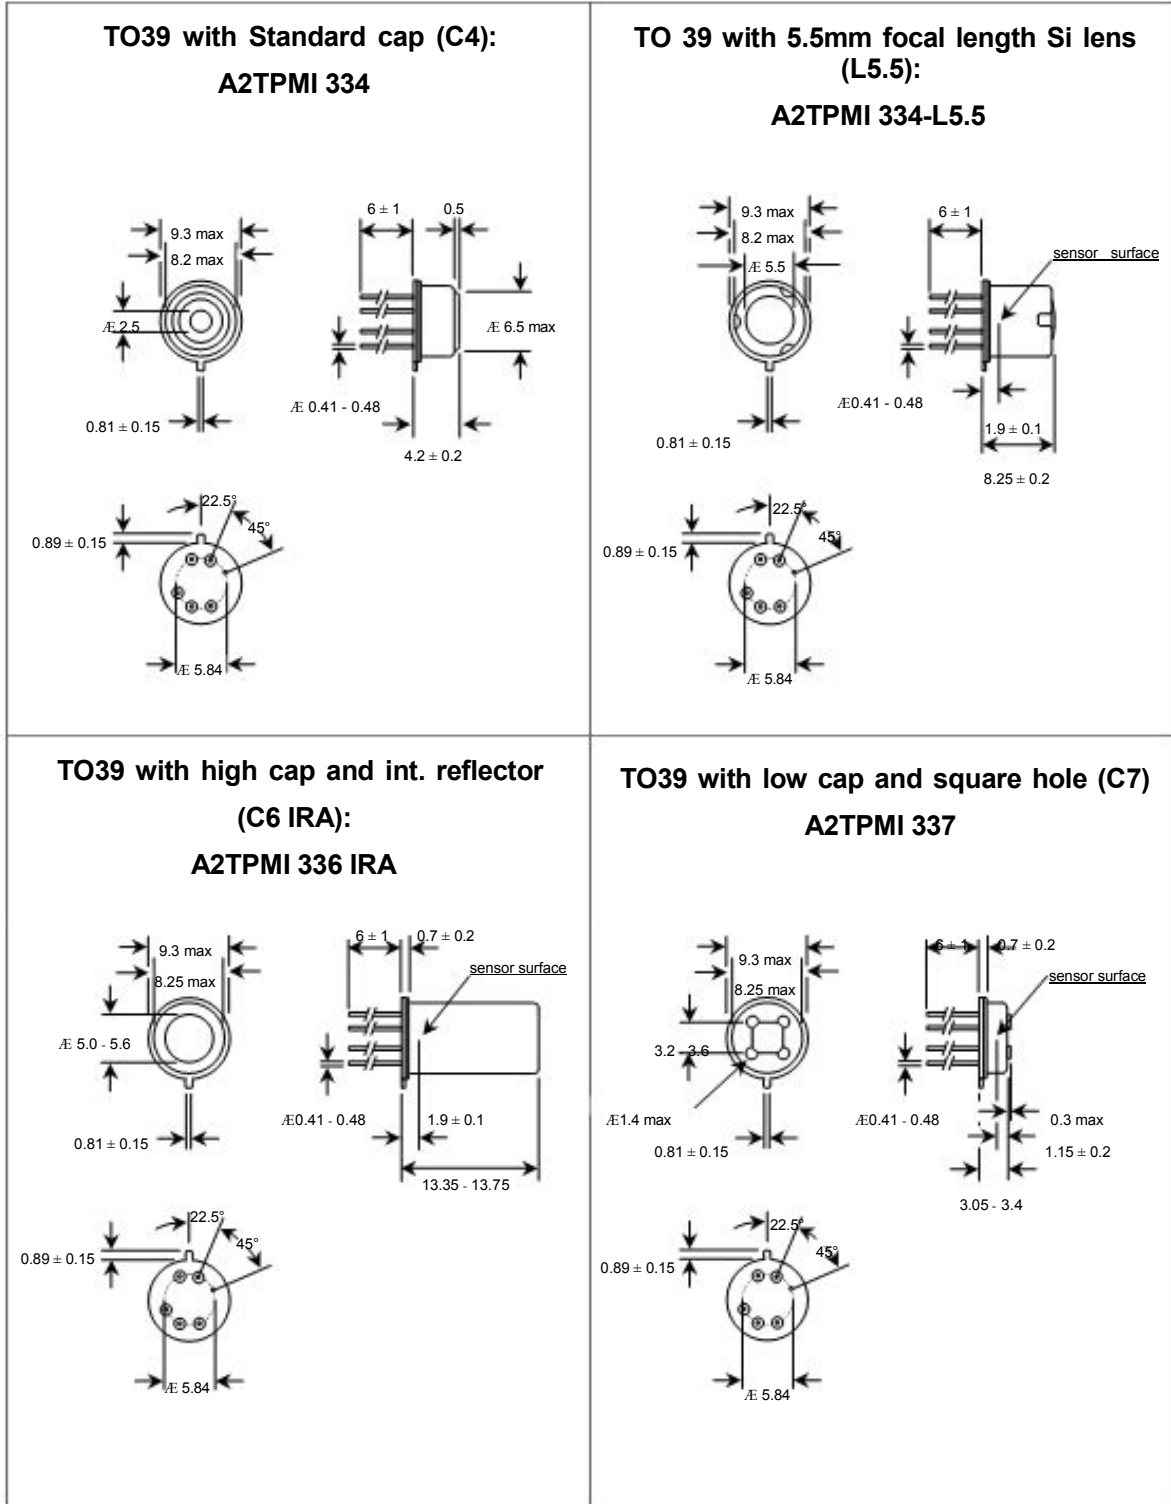 TO39 with Standard cap (C4):
A2TPMI 334
9.3 max
8.2 max
Æ 2.5
0.81 ± 0.15
6 ± 1
0.5
Æ 6.5 max
Æ 0.41 - 0.48
4.2 ± 0.2
22.5°
45°
0.89 ± 0.15
Æ 5.84
TO 39 with 5.5mm focal length Si lens
(L5.5):
A2TPMI 334-L5.5
9.3 max
8.2 max
Æ 5.5
0.81 ± 0.15
6 ± 1
sensor surface
Æ0.41 - 0.48
1.9 ± 0.1
8.25 ± 0.2
22.5°
45°
0.89 ± 0.15
Æ 5.84
TO39 with high cap and int. reflector
(C6 IRA):
A2TPMI 336 IRA
9.3 max
8.25 max
Æ 5.0 - 5.6
0.81 ± 0.15
6 ± 1
0.7 ± 0.2
sensor surface
Æ0.41 - 0.48
1.9 ± 0.1
13.35 - 13.75
22.5°
45°
0.89 ± 0.15
Æ 5.84
TO39 with low cap and square hole (C7)
A2TPMI 337
9.3 max
8.25 max
3.2 - 3.6
Æ1.4 max
0.81 ± 0.15
6 ± 1
0.7 ± 0.2
sensor surface
Æ0.41 - 0.48
0.3 max
1.15 ± 0.2
3.05 - 3.4
22.5°
45°
0.89 ± 0.15
Æ 5.84